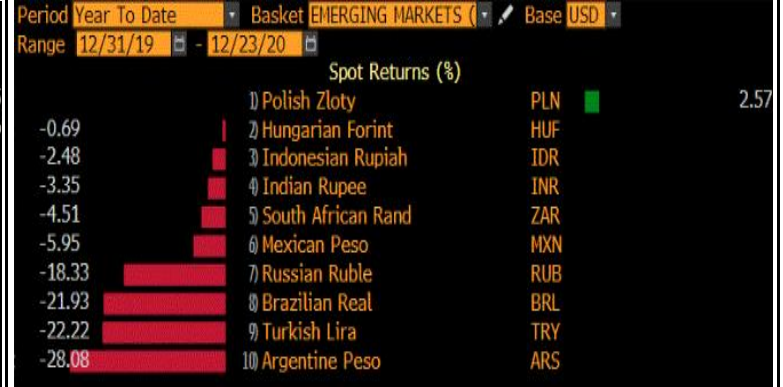 Period Year To Date Basket EMERGING MARKETS ( Base USD
Range 12/31/19 - 12/23/20
Spot Returns (%)
1) Polish Zloty PLN 2.57
-0.69 2) Hungarian Forint HUF
-2.48 3) Indonesian Rupiah IDR
-3.35 4) Indian Rupee INR
-4.51 5) South African Rand ZAR
-5.95 6) Mexican Peso MXN
-18.33 7) Russian Ruble RUB
-21.93 8) Brazilian Real BRL
-22.22 9) Turkish Lira TRY
-28.08 10) Argentine Peso ARS